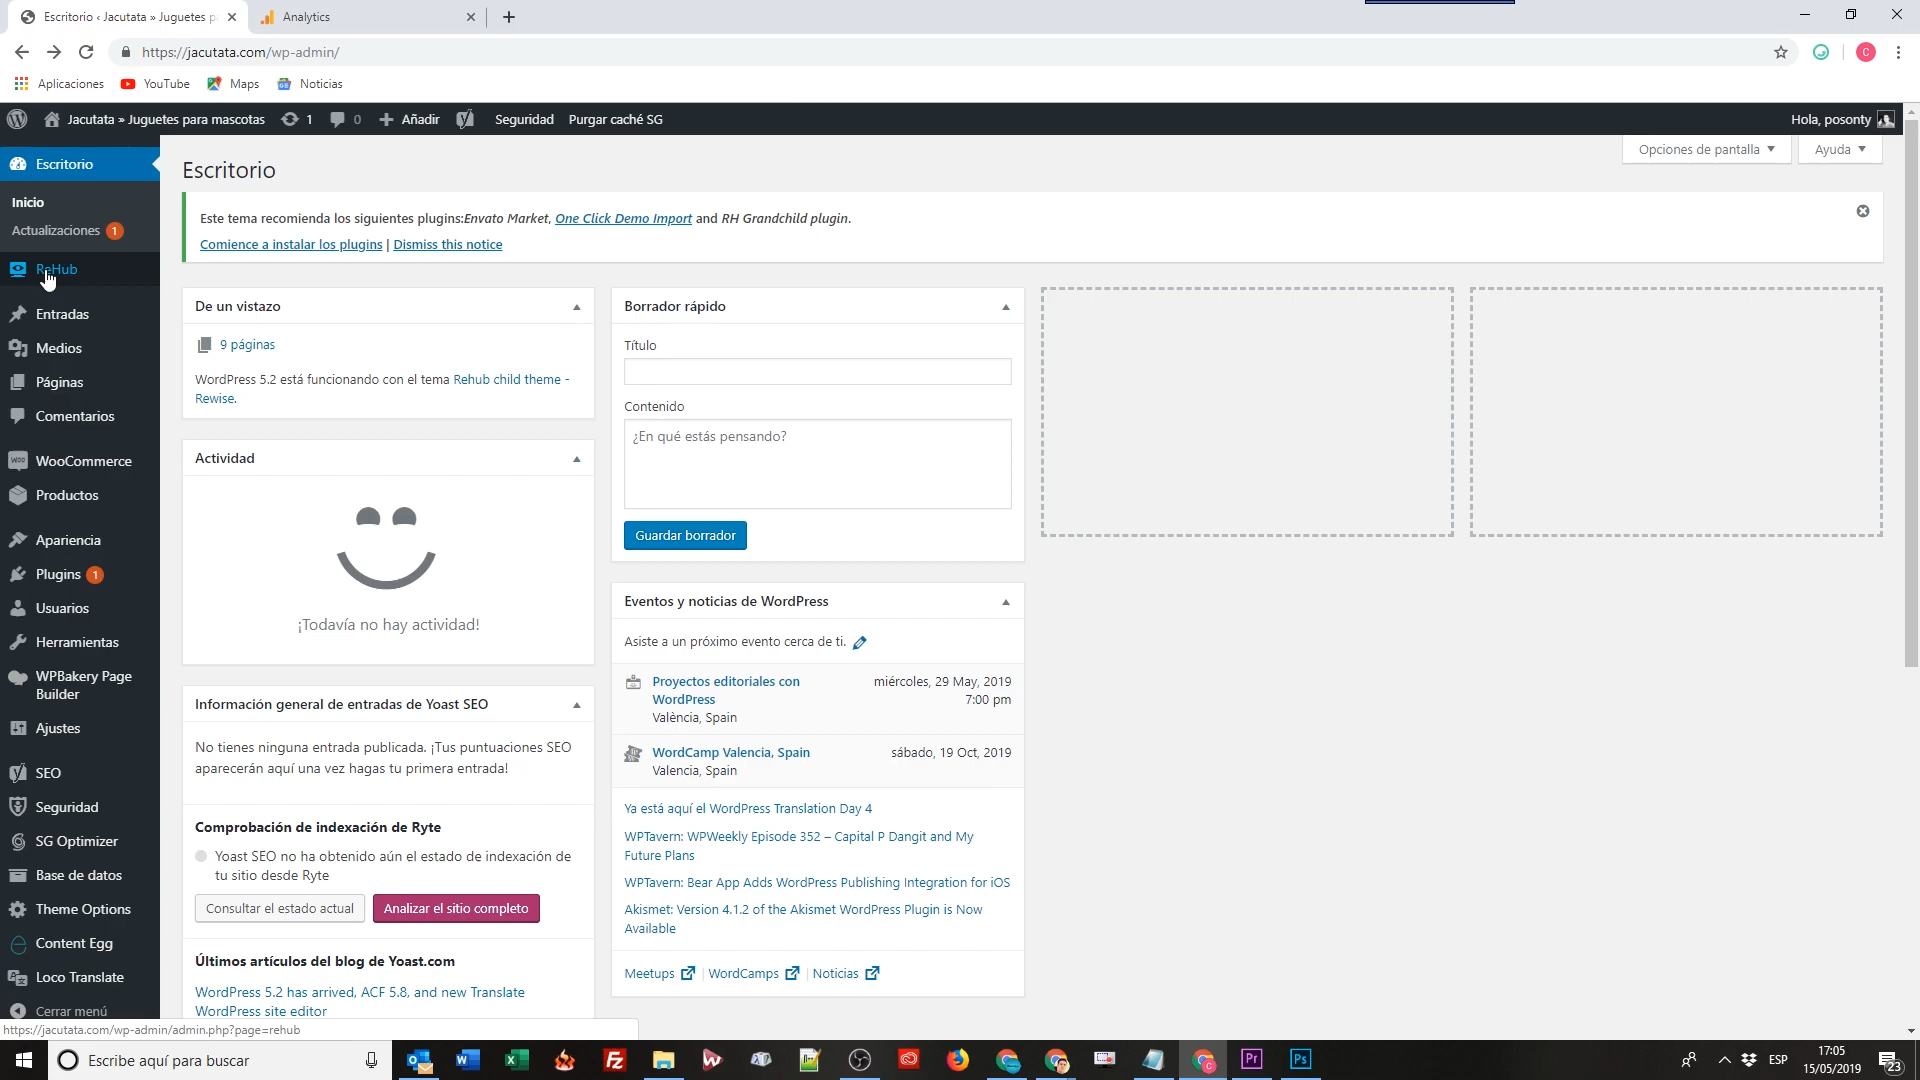 Escritorio ‹ Jacutata » Juguetes p
Analytics
https://jacutata.com/wp-admin/
C
Aplicaciones
YouTube
Maps
Noticias
Jacutata » Juguetes para mascotas
1
0
Añadir
Seguridad
Purgar caché SG
Hola, posonty
Escritorio
Inicio
Actualizaciones 1
ReHub
Entradas
Medios
Páginas
Comentarios
WooCommerce
Productos
Apariencia
Plugins 1
Usuarios
Herramientas
WPBakery Page
Builder
Ajustes
SEO
Seguridad
SG Optimizer
Base de datos
Theme Options
Content Egg
Loco Translate
Cerrar menú
Opciones de pantalla
Ayuda
Escritorio
Este tema recomienda los siguientes plugins:Envato Market, One Click Demo Import and RH Grandchild plugin.
Comience a instalar los plugins | Dismiss this notice
De un vistazo
9 páginas
WordPress 5.2 está funcionando con el tema Rehub child theme -
Rewise.
Actividad
¡Todavía no hay actividad!
Información general de entradas de Yoast SEO
No tienes ninguna entrada publicada. ¡Tus puntuaciones SEO
aparecerán aquí una vez hagas tu primera entrada!
Comprobación de indexación de Ryte
Yoast SEO no ha obtenido aún el estado de indexación de
tu sitio desde Ryte
Consultar el estado actual
Analizar el sitio completo
Últimos artículos del blog de Yoast.com
WordPress 5.2 has arrived, ACF 5.8, and new Translate
WordPress site editor
Borrador rápido
Título
Contenido
¿En qué estás pensando?
Guardar borrador
Eventos y noticias de WordPress
Asiste a un próximo evento cerca de ti.
Proyectos editoriales con
WordPress
València, Spain
miércoles, 29 May, 2019
7:00 pm
WordCamp Valencia, Spain
Valencia, Spain
sábado, 19 Oct, 2019
Ya está aquí el WordPress Translation Day 4
WPTavern: WPWeekly Episode 352 – Capital P Dangit and My
Future Plans
WPTavern: Bear App Adds WordPress Publishing Integration for iOS
Akismet: Version 4.1.2 of the Akismet WordPress Plugin is Now
Available
Meetups | WordCamps | Noticias
https://jacutata.com/wp-admin/admin.php?page=rehub
Escribe aquí para buscar
Pr
Ps
ESP
17:05
15/05/2019
23